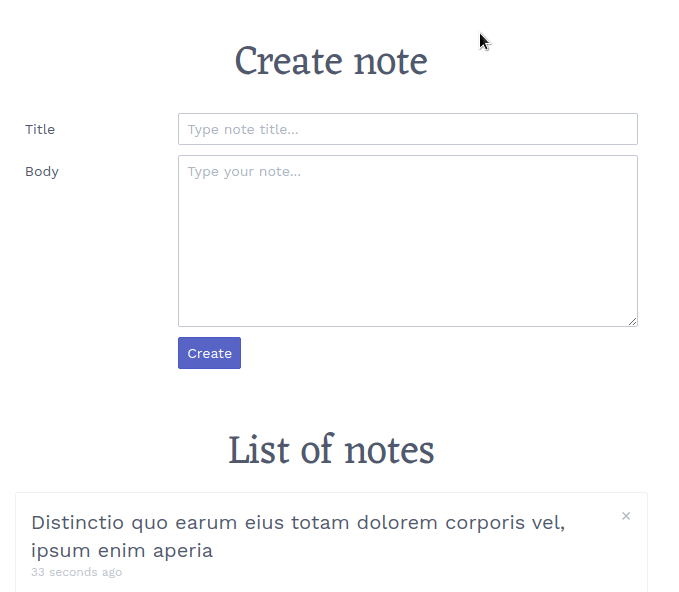 Create note
Title
Type note title...
Body
Type your note...
Create
List of notes
Distinctio quo earum eius totam dolorem corporis vel,
ipsum enim aperia
33 seconds ago